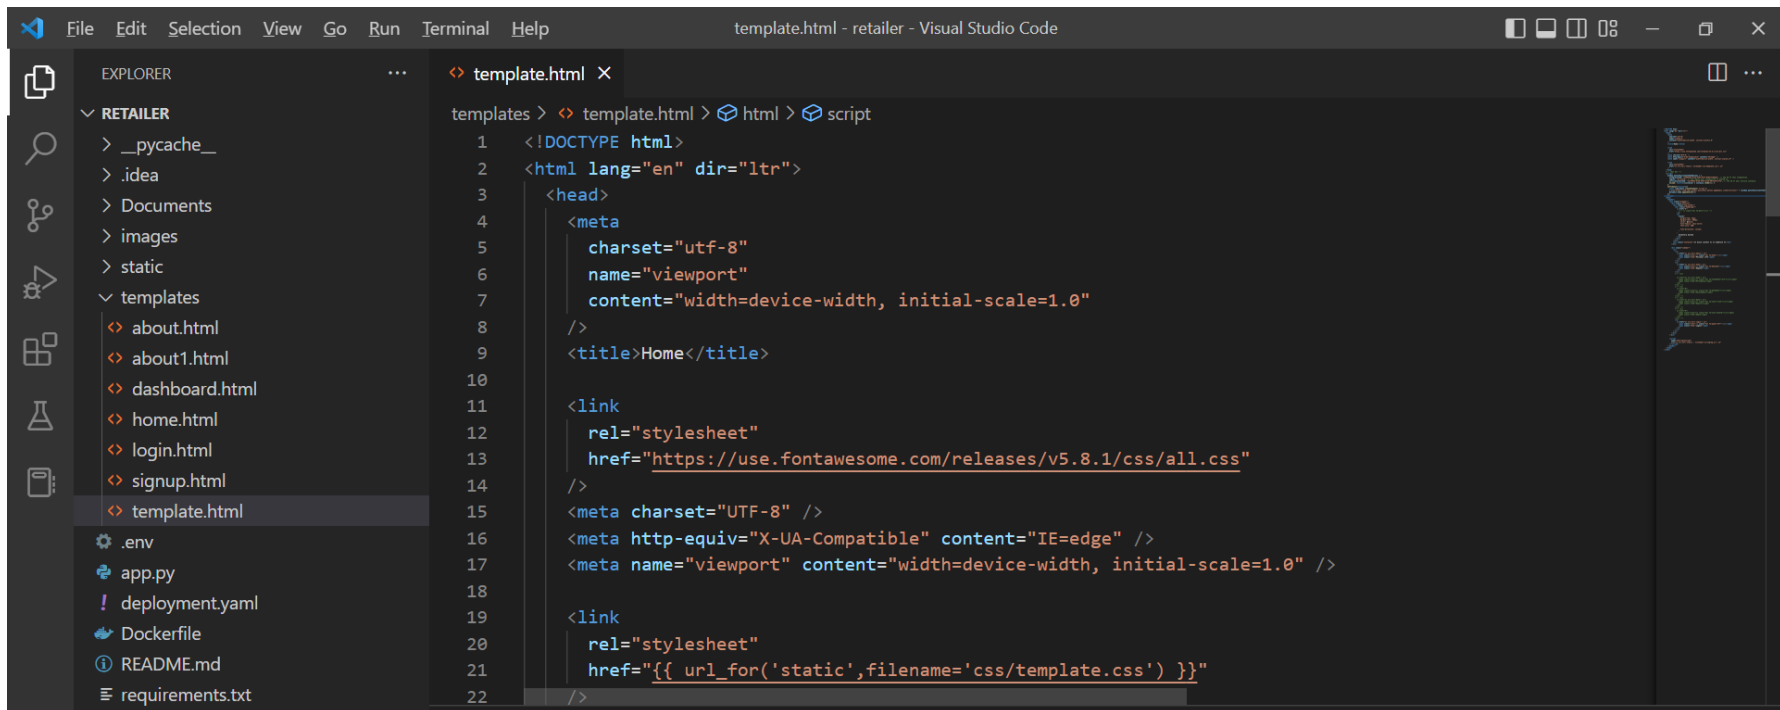 File Edit Selection View Go Run Terminal Help
template.html - retailer - Visual Studio Code
EXPLORER
RETAILER
__pycache__
.idea
Documents
images
static
templates
about.html
about1.html
dashboard.html
home.html
login.html
signup.html
template.html
.env
app.py
deployment.yaml
Dockerfile
README.md
requirements.txt
template.html
templates > template.html > html > script
1 <!DOCTYPE html>
2 <html lang="en" dir="ltr">
3 <head>
4 <meta
5 charset="utf-8"
6 name="viewport"
7 content="width=device-width, initial-scale=1.0"
8 />
9 <title>Home</title>
10
11 <link
12 rel="stylesheet"
13 href="https://use.fontawesome.com/releases/v5.8.1/css/all.css"
14 />
15 <meta charset="UTF-8" />
16 <meta http-equiv="X-UA-Compatible" content="IE=edge" />
17 <meta name="viewport" content="width=device-width, initial-scale=1.0" />
18
19 <link
20 rel="stylesheet"
21 href="{{ url_for('static',filename='css/template.css') }}"
22 />